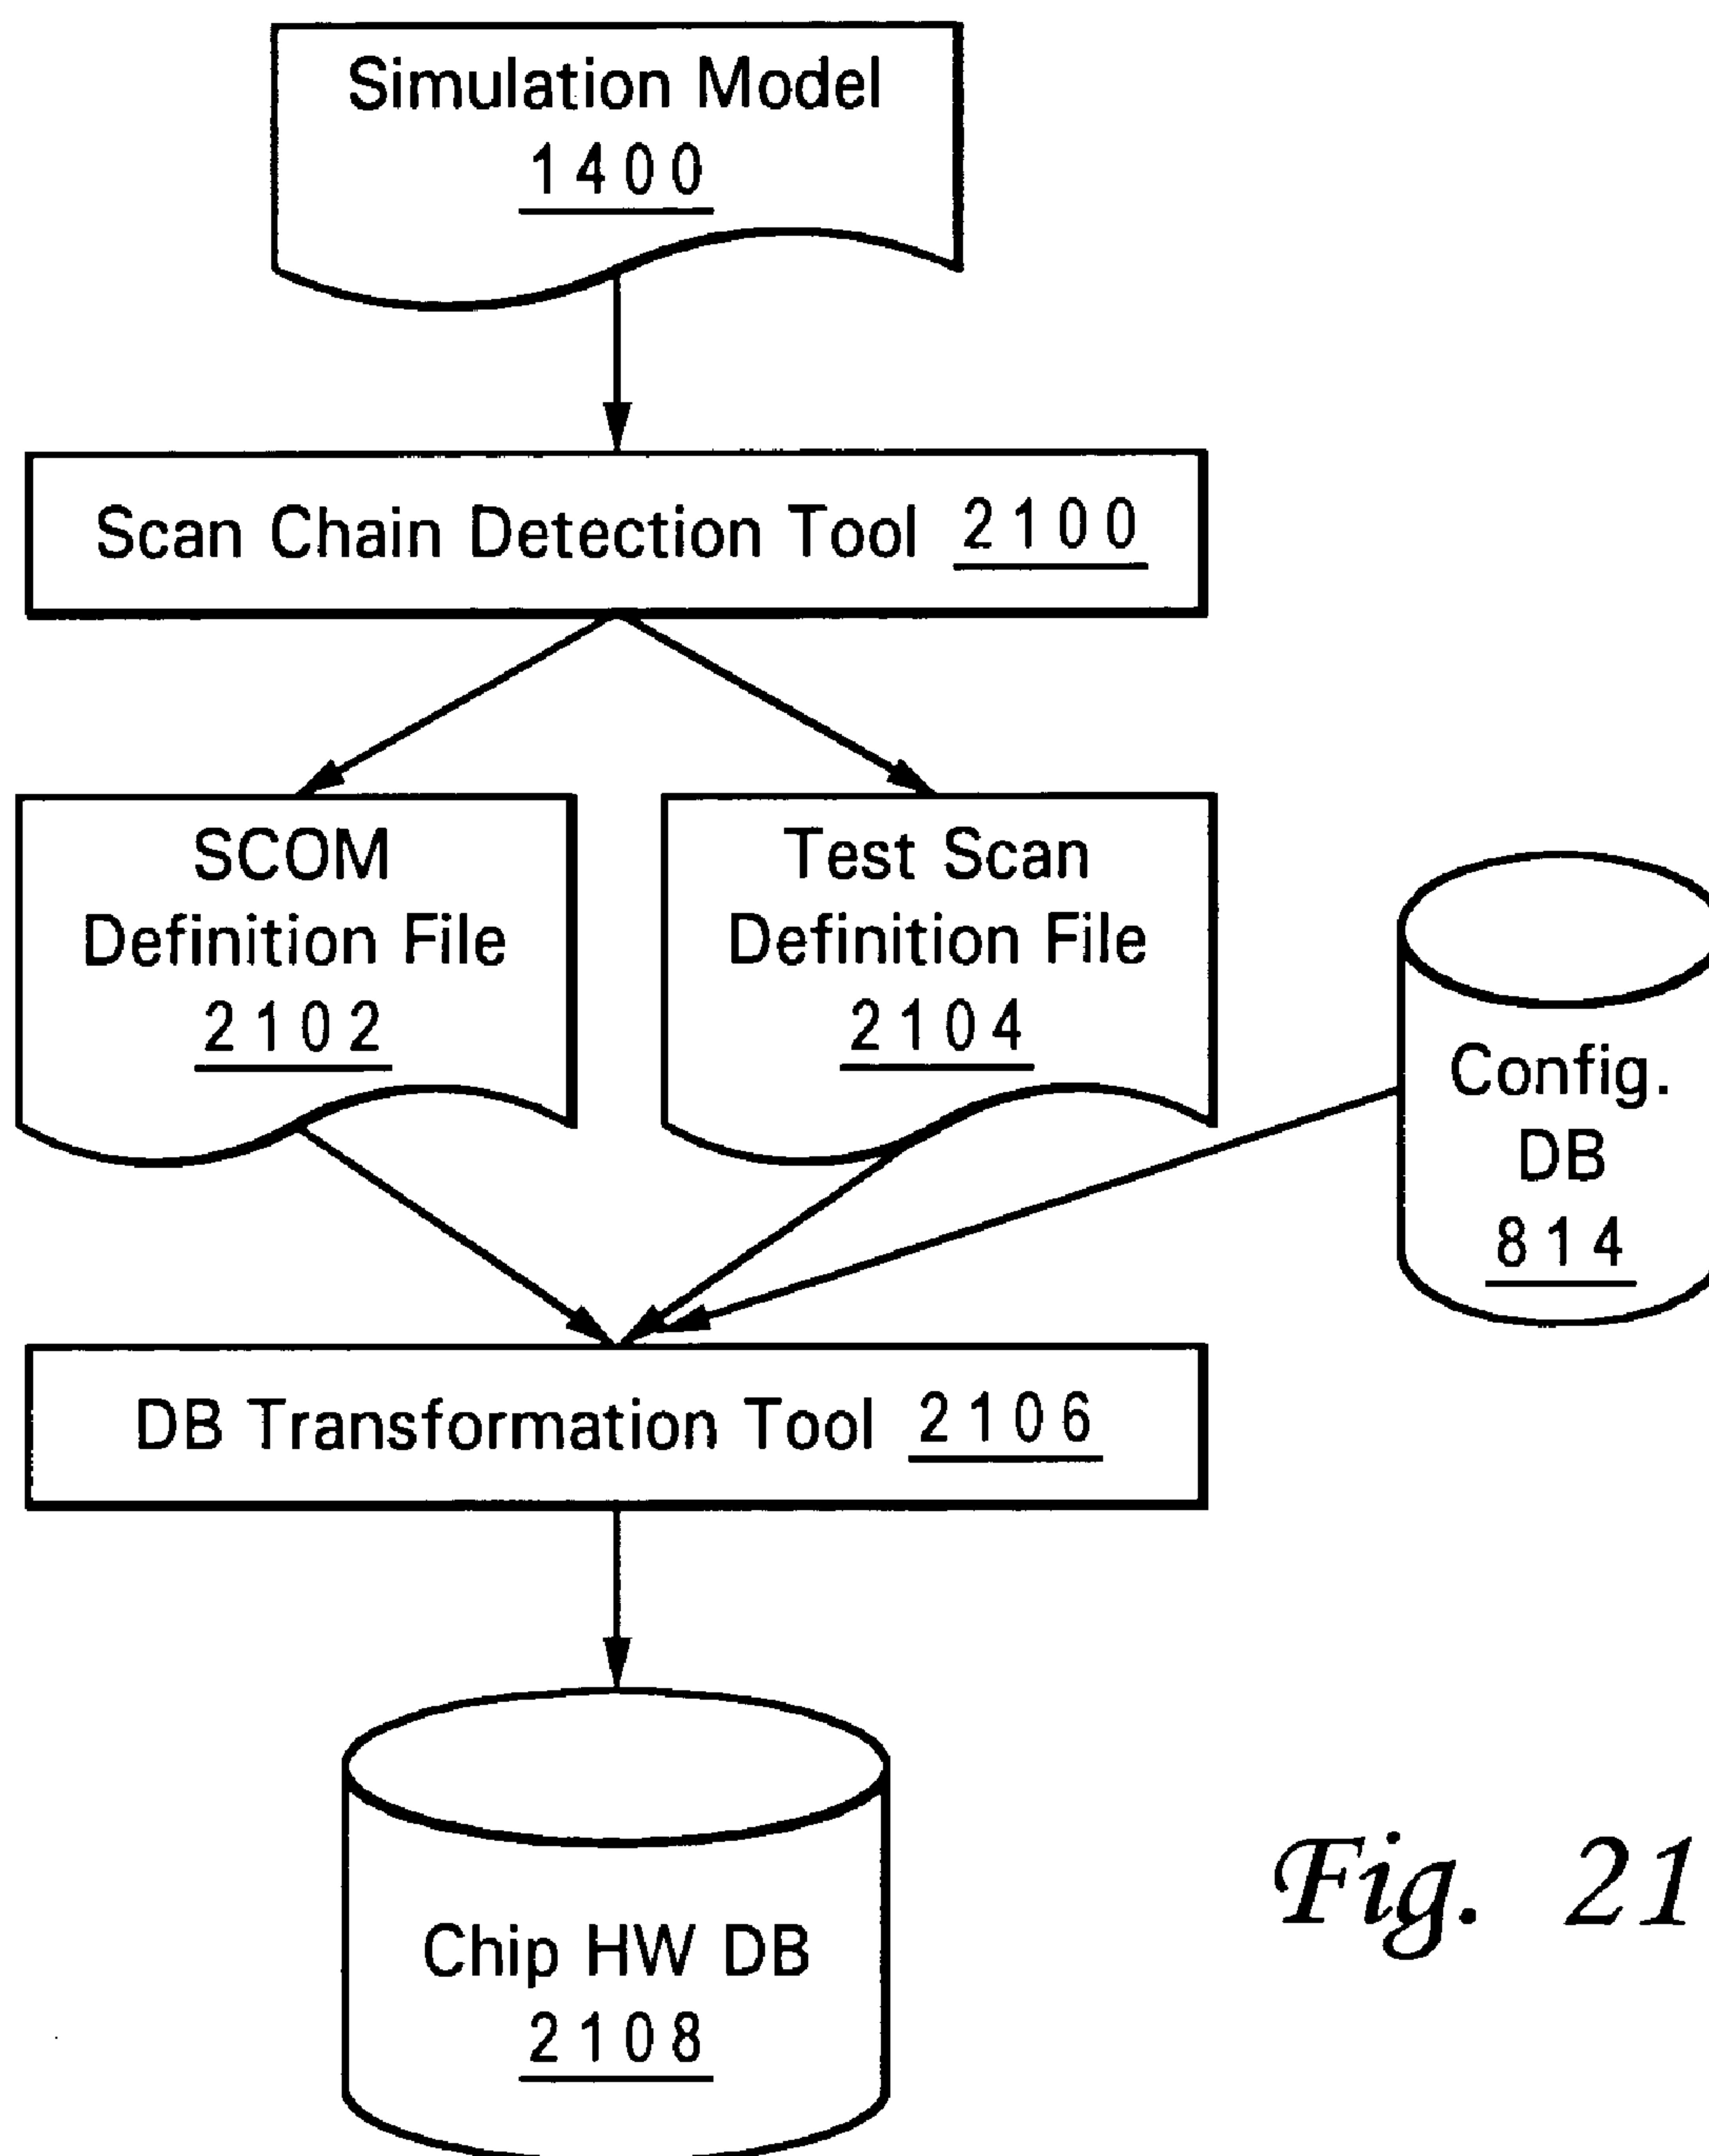 Simulation Model
1400
Scan Chain Detection Tool 2100
SCOM
Definition File
2102
Test Scan
Definition File
2104
Config.
DB
814
DB Transformation Tool 2106
Chip HW DB
2108
Fig. 21